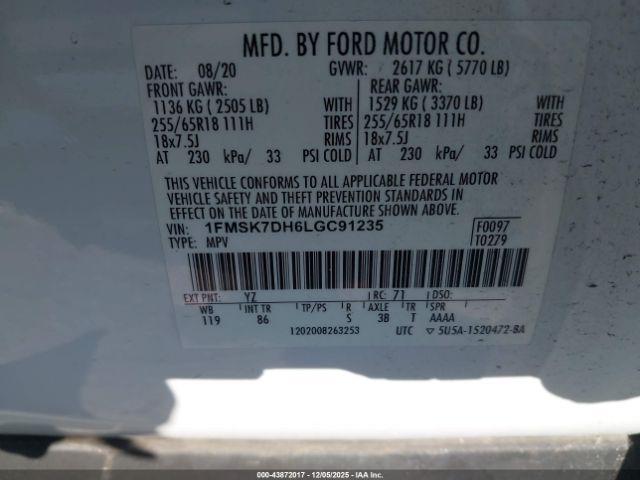 MFD. BY FORD MOTOR CO.
DATE: 08/20 GVWR: 2617 KG ( 5770 LB)
FRONT GAWR: REAR GAWR:
1136 KG ( 2505 LB) WITH 1529 KG ( 3370 LB) WITH
255/65R18 111H TIRES 255/65R18 111H TIRES
18x7.5J RIMS 18x7.5J RIMS
AT 230 kPa/ 33 PSI COLD AT 230 kPa/ 33 PSI COLD
THIS VEHICLE CONFORMS TO ALL APPLICABLE FEDERAL MOTOR
VEHICLE SAFETY AND THEFT PREVENTION STANDARDS IN
EFFECT ON THE DATE OF MANUFACTURE SHOWN ABOVE.
VIN: 1FMSK7DH6LGC91235 F0097
TYPE: MPV T0279
EXT PNT: YZ RC: 71 DSO:
WB INT TR TP/PS R AXLE TR SPR
119 86 S 3B T AAAA
1202008263253 UTC ▽ 5U5A-1520472-BA
000-43872017 - 12/05/2025 - IAAI.COM